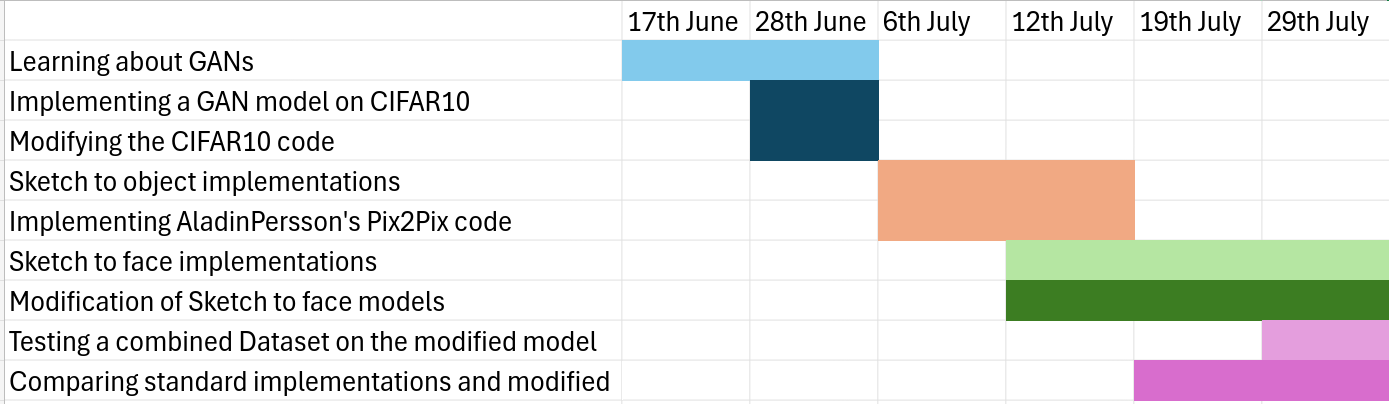 17th June 28th June 6th July 12th July 19th July 29th July
Learning about GANs
Implementing a GAN model on CIFAR10
Modifying the CIFAR10 code
Sketch to object implementations
Implementing AladinPersson's Pix2Pix code
Sketch to face implementations
Modification of Sketch to face models
Testing a combined Dataset on the modified model
Comparing standard implementations and modified